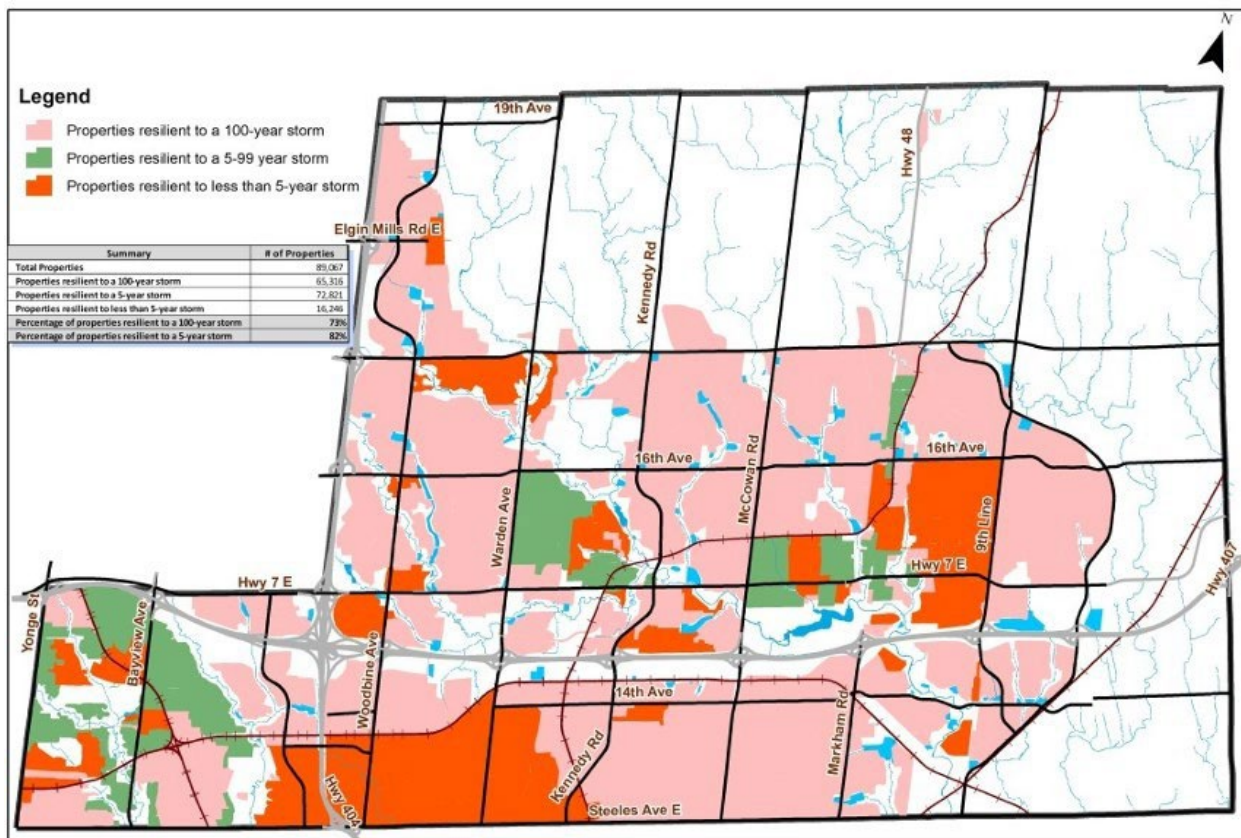 N
Legend
Properties resilient to a 100-year storm
Properties resilient to a 5-99 year storm
Properties resilient to less than 5-year storm
Summary # of Properties
Total Properties 89,067
Properties resilient to a 100-year storm 65,316
Properties resilient to a 5-year storm 72,821
Properties resilient to less than 5-year storm 16,246
Percentage of properties resilient to a 100-year storm 73%
Percentage of properties resilient to a 5-year storm 82%
19th Ave
Hwy 48
Elgin Mills Rd E
Kennedy Rd
16th Ave
16th Ave
McCowan Rd
Warden Ave
9th Line
Hwy 7 E
Hwy 7 E
Hwy 407
Yonge St
Bayview Ave
Woodbine Ave
14th Ave
Markham Rd
Kennedy Rd
Hwy 404
Steeles Ave E